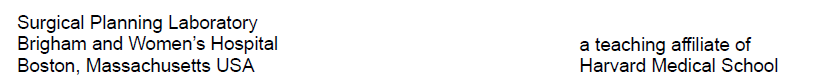 Surgical Planning Laboratory
Brigham and Women's Hospital
Boston, Massachusetts USA
a teaching affiliate of
Harvard Medical School